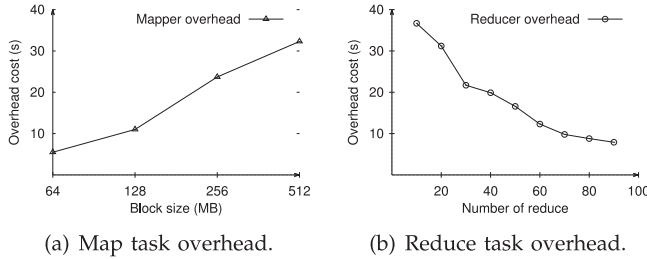 40
30
20
10
Overhead cost (s)
Mapper overhead
64
128
256
512
Block size (MB)
(a) Map task overhead.
40
30
20
10
Overhead cost (s)
Reducer overhead
20
40
60
80
100
Number of reduce
(b) Reduce task overhead.